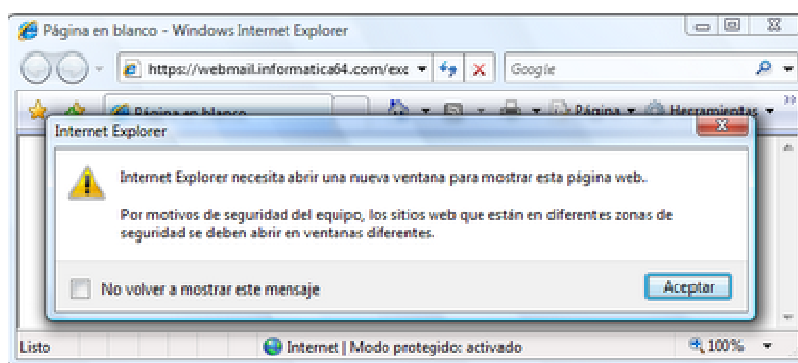 Página en blanco - Windows Internet Explorer
https://webmail.informatica64.com/exc
Google
Página en blanco
Página
Herramientas
Internet Explorer
Internet Explorer necesita abrir una nueva ventana para mostrar esta página web..
Por motivos de seguridad del equipo, los sitios web que están en diferentes zonas de
seguridad se deben abrir en ventanas diferentes.
No volver a mostrar este mensaje
Aceptar
Listo
Internet | Modo protegido: activado
100%